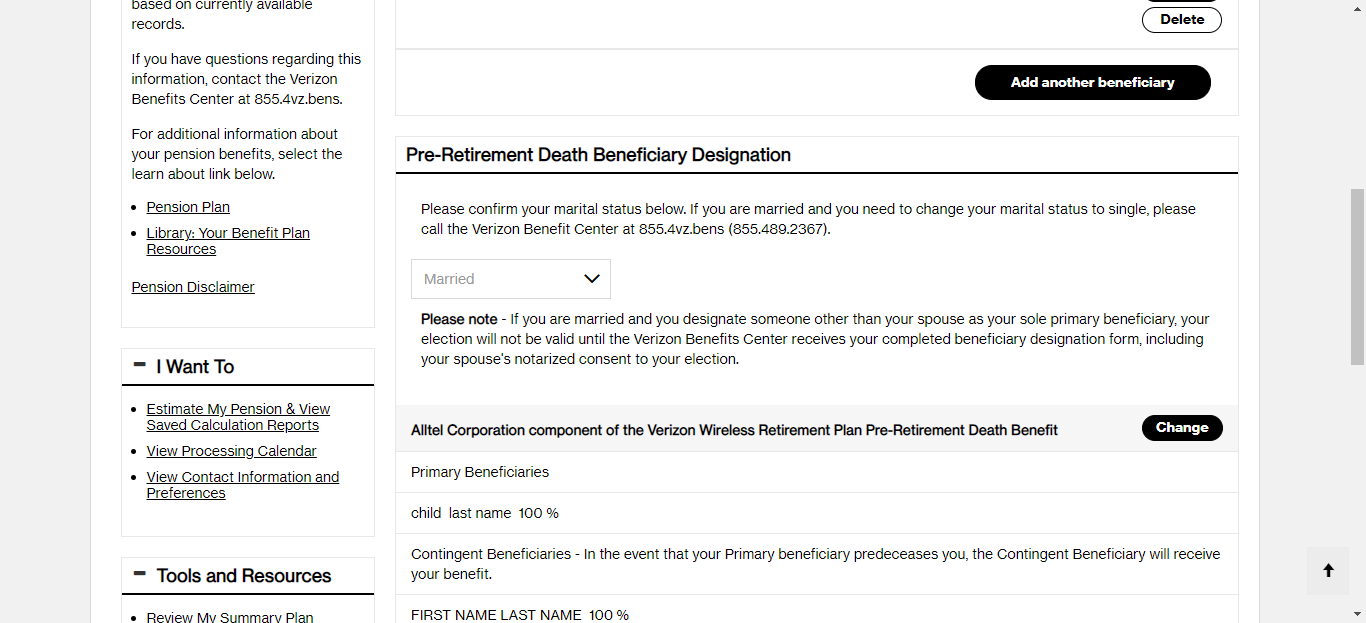 based on currently available
records.
If you have questions regarding this
information, contact the Verizon
Benefits Center at 855.4vz.bens.
For additional information about
your pension benefits, select the
learn about link below.
Pension Plan
Library: Your Benefit Plan
Resources
Pension Disclaimer
I Want To
Estimate My Pension & View
Saved Calculation Reports
View Processing Calendar
View Contact Information and
Preferences
Tools and Resources
Review My Summary Plan
Delete
Add another beneficiary
Pre-Retirement Death Beneficiary Designation
Please confirm your marital status below. If you are married and you need to change your marital status to single, please
call the Verizon Benefit Center at 855.4vz.bens (855.489.2367).
Married
Please note - If you are married and you designate someone other than your spouse as your sole primary beneficiary, your
election will not be valid until the Verizon Benefits Center receives your completed beneficiary designation form, including
your spouse's notarized consent to your election.
Alltel Corporation component of the Verizon Wireless Retirement Plan Pre-Retirement Death Benefit
Change
Primary Beneficiaries
child last name 100 %
Contingent Beneficiaries - In the event that your Primary beneficiary predeceases you, the Contingent Beneficiary will receive
your benefit.
FIRST NAME LAST NAME 100 %